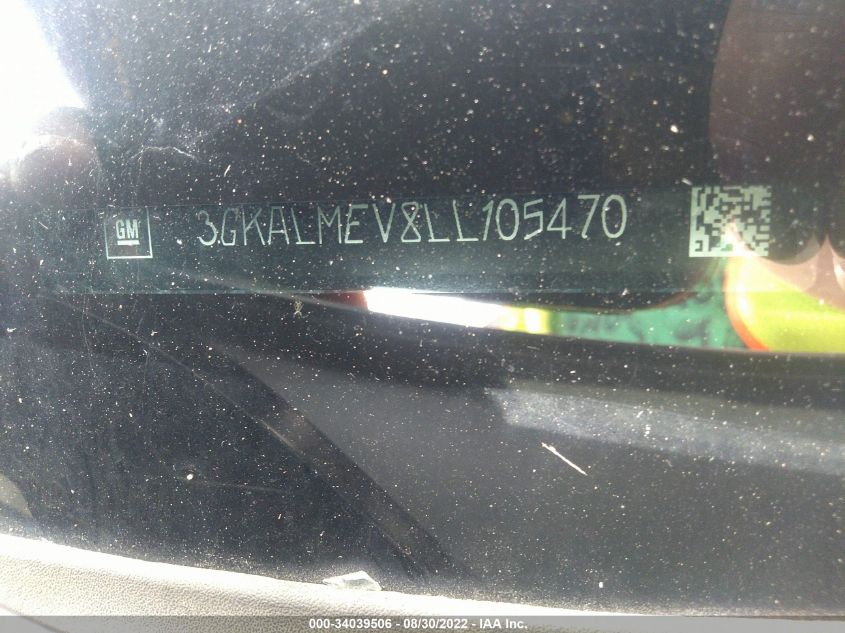 GM 3GKALMEV8LL105470
000-34039506 - 08/30/2022 - IAA Inc.